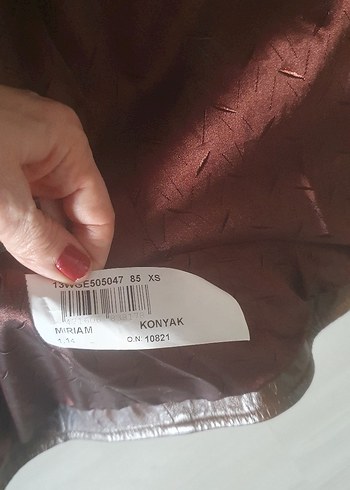 13WGE505047 85 XS
MIRIAM KONYAK
O.N: 10821